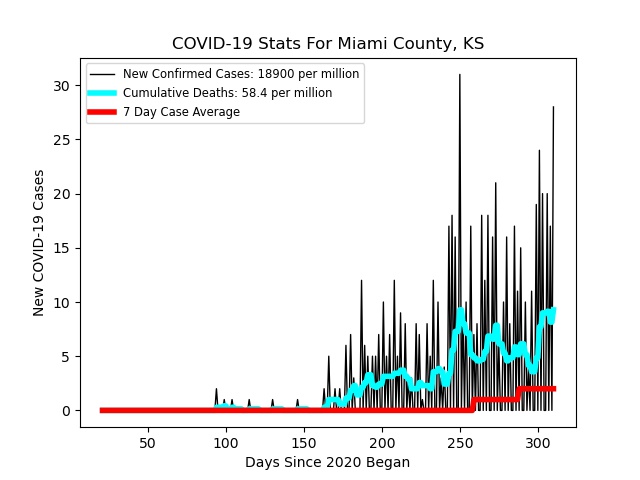 COVID-19 Stats For Miami County, KS
New Confirmed Cases: 18900 per million
Cumulative Deaths: 58.4 per million
7 Day Case Average
New COVID-19 Cases
30
25
20
15
10
5
0
50 100 150 200 250 300
Days Since 2020 Began